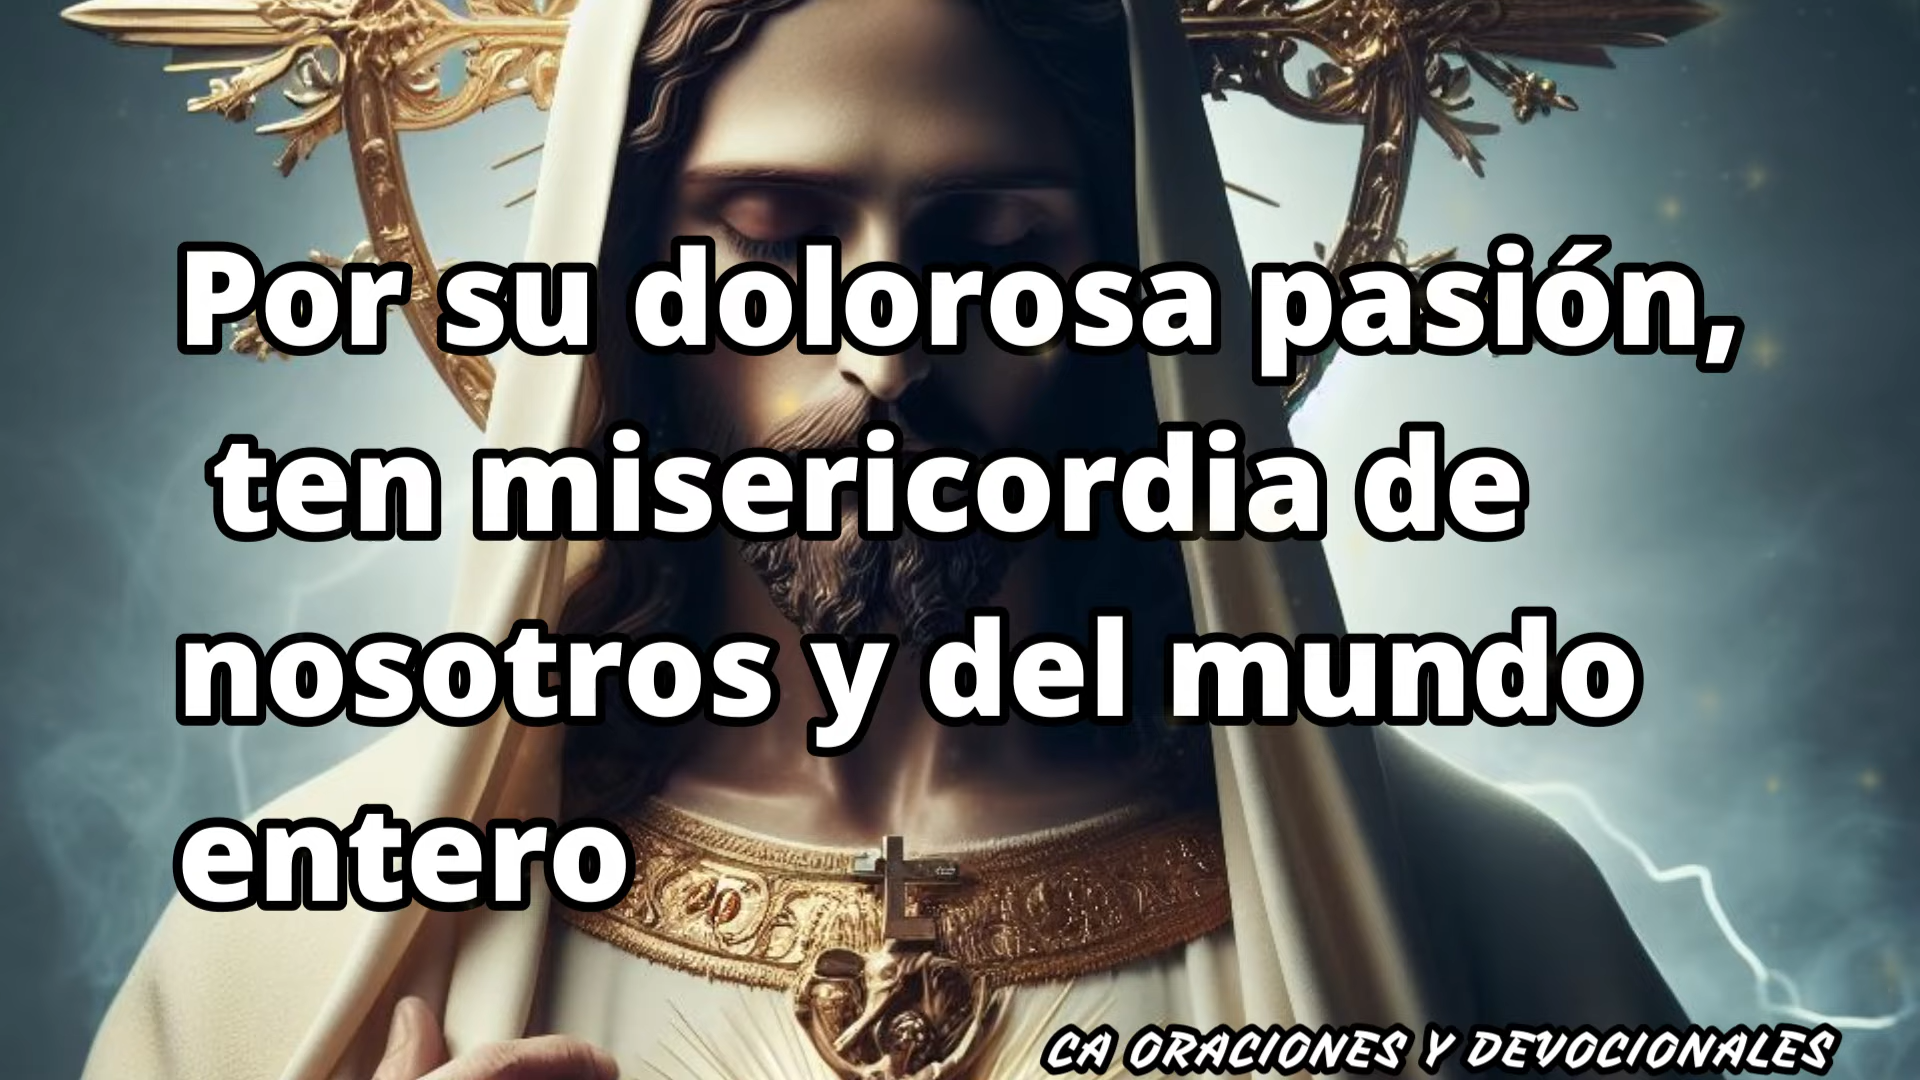 Por su dolorosa pasión,
ten misericordia de
nosotros y del mundo
entero
CA ORACIONES Y DEVOCIONALES